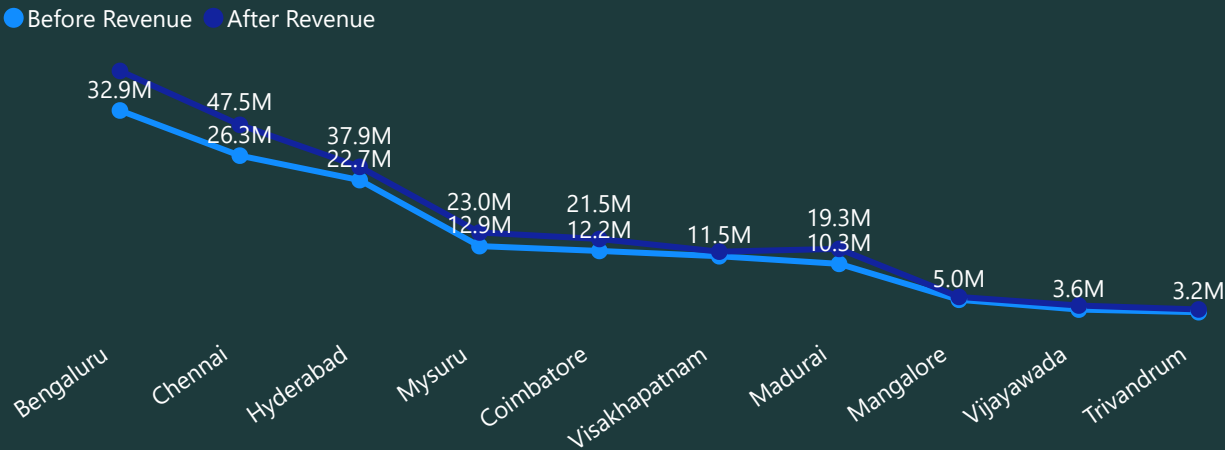 Before Revenue After Revenue
32.9M
47.5M
26.3M
37.9M
22.7M
23.0M
12.9M
21.5M
12.2M
11.5M
19.3M
10.3M
5.0M
3.6M
3.2M
Bengaluru
Chennai
Hyderabad
Mysuru
Coimbatore
Visakhapatnam
Madurai
Mangalore
Vijayawada
Trivandrum